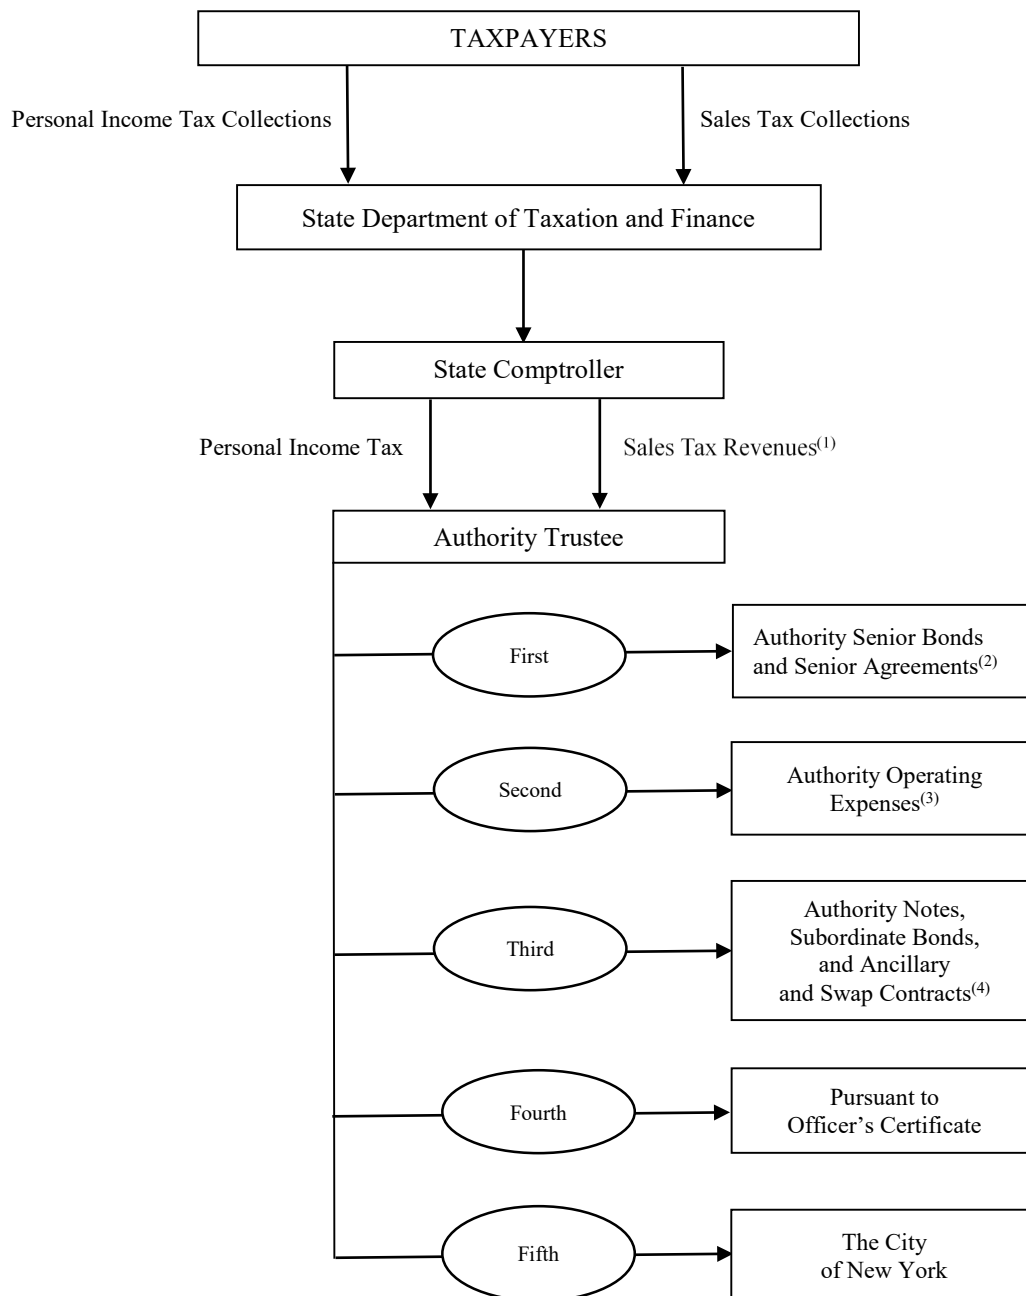 TAXPAYERS
Personal Income Tax Collections
Sales Tax Collections
State Department of Taxation and Finance
State Comptroller
Personal Income Tax
Sales Tax Revenues(1)
Authority Trustee
First
Authority Senior Bonds
and Senior Agreements(2)
Second
Authority Operating
Expenses(3)
Third
Authority Notes,
Subordinate Bonds,
and Ancillary
and Swap Contracts(4)
Fourth
Pursuant to
Officer’s Certificate
Fifth
The City
of New York